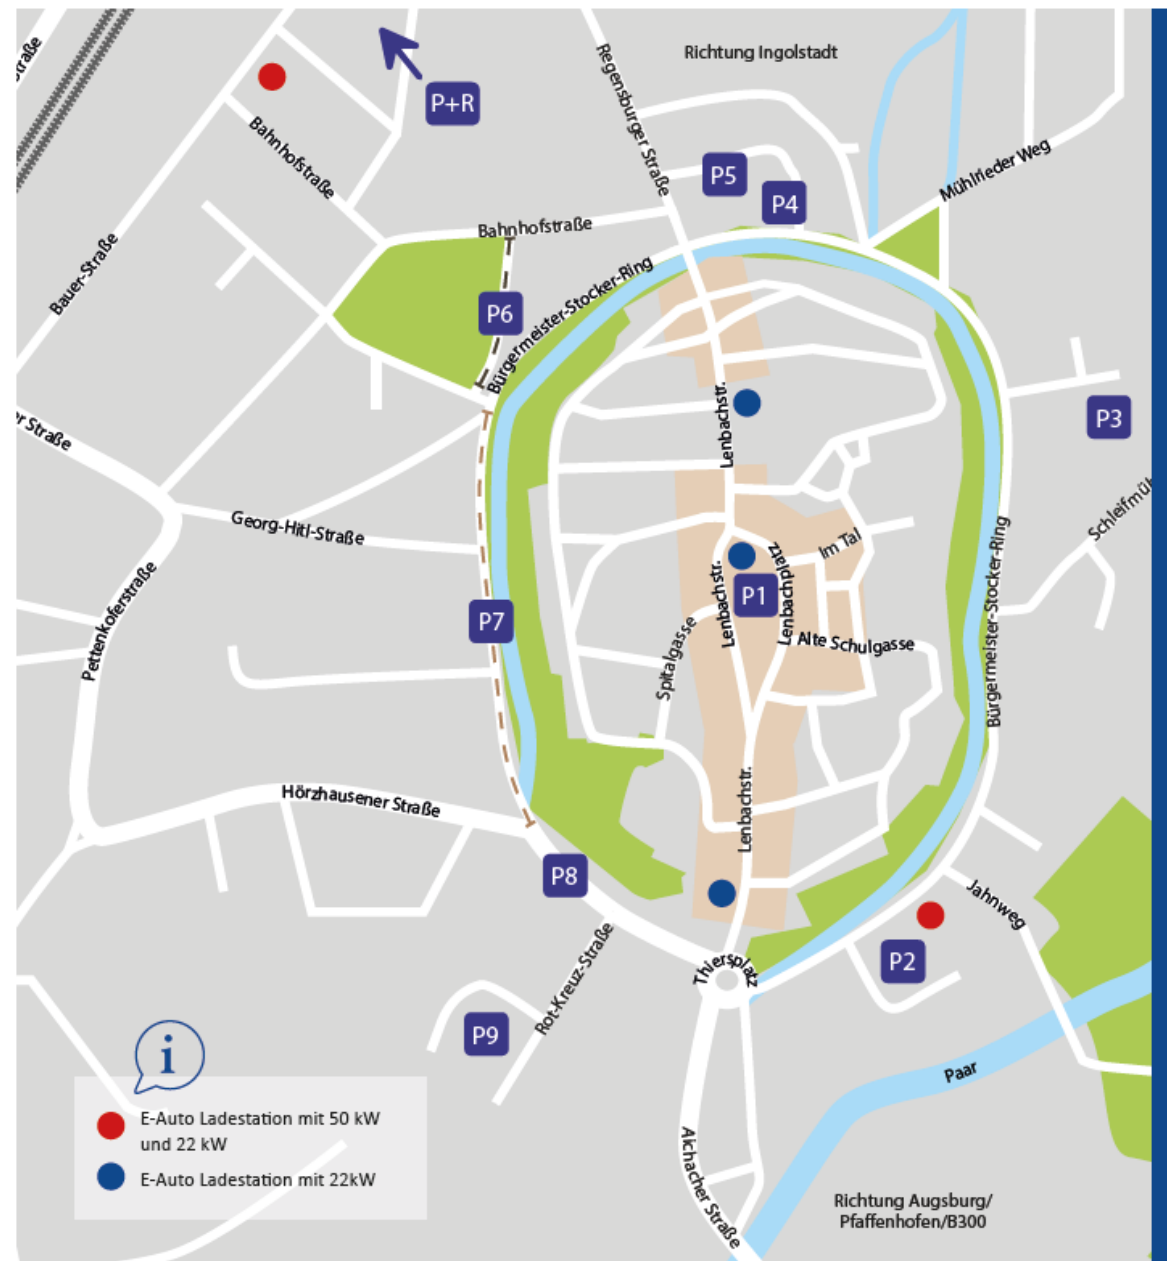 Richtung Ingolstadt
Regensburger Straße
P+R
Bahnhofstraße
Mühlrieder Weg
P5
P4
Bahnhofstraße
Bauer-Straße
Bürgermeister-Stocker-Ring
P6
P3
Lenbachstr.
er Straße
Schleifmüh
Georg-Hitl-Straße
Im Tal
Lenbachplatz
Lenbachstr.
P1
Bürgermeister-Stocker-Ring
Pettenkoferstraße
P7
Spitalgasse
Alte Schulgasse
Hörzhausener Straße
Lenbachstr.
P8
Jahnweg
Thiersplatz
P2
Rot-Kreuz-Straße
P9
i
Paar
E-Auto Ladestation mit 50 kW
und 22 kW
E-Auto Ladestation mit 22kW
Aichacher Straße
Richtung Augsburg/
Pfaffenhofen/B300